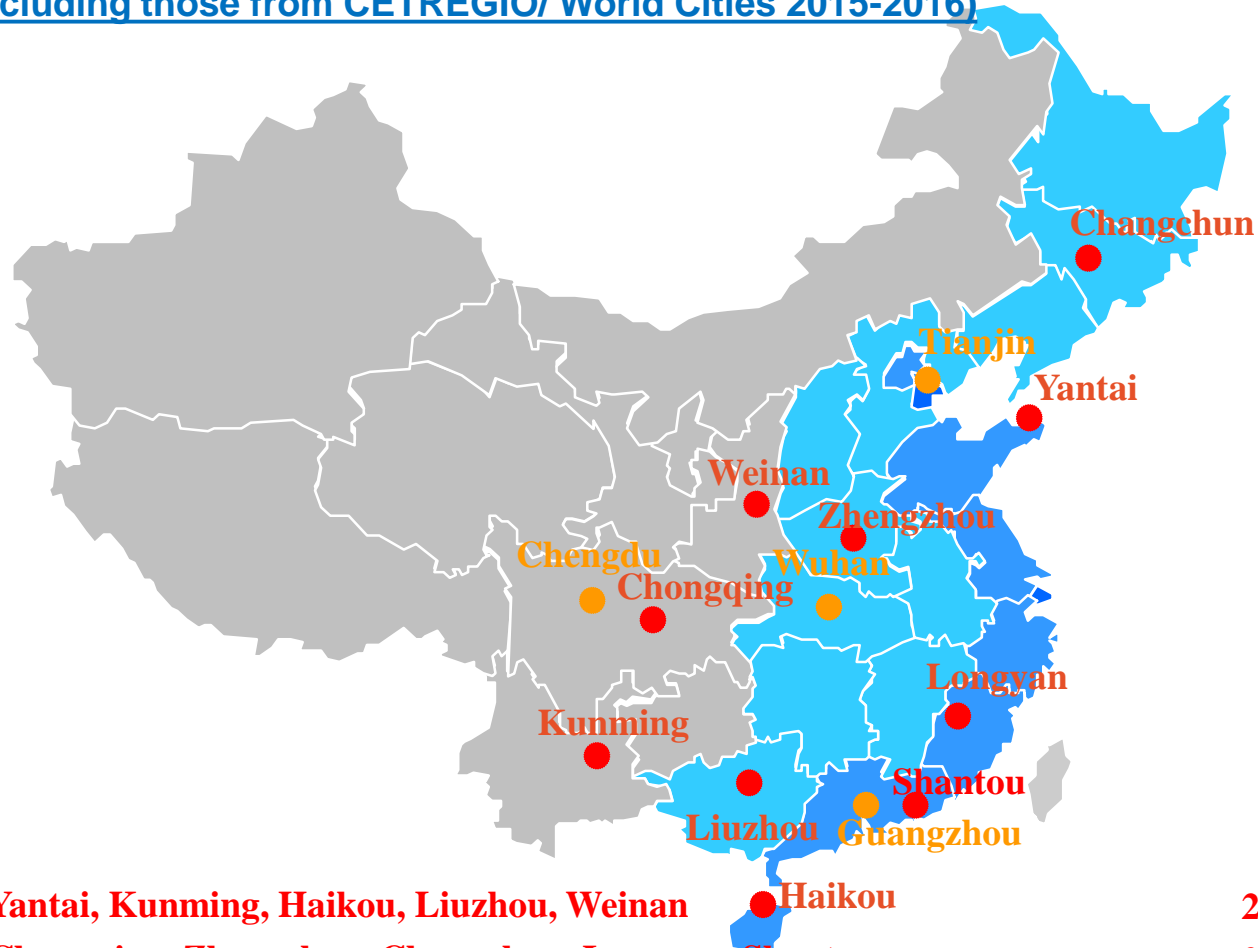 cluding those from CETREGIO/ World Cities 2015-2016)
Changchun
Tianjin
Yantai
Weinan
Zhengzhou
Chengdu
Wuhan
Chongqing
Longyan
Kunming
Shantou
Liuzhou
Guangzhou
Haikou
Yantai, Kunming, Haikou, Liuzhou, Weinan 2